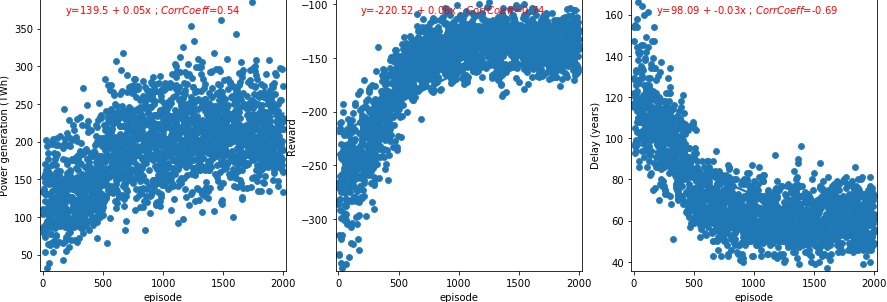 y=139.5 + 0.05x ; CorrCoeff=0.54
Power generation (TWh)
350
300
250
200
150
100
50
0 500 1000 1500 2000
episode
y=-220.52 +
Reward
−100
−150
−200
−250
−300
0 500 1000 1500 2000
episode
y=98.09 + -0.03x ; CorrCoeff=-0.69
Delay (years)
160
140
120
100
80
60
40
0 500 1000 1500 2000
episode